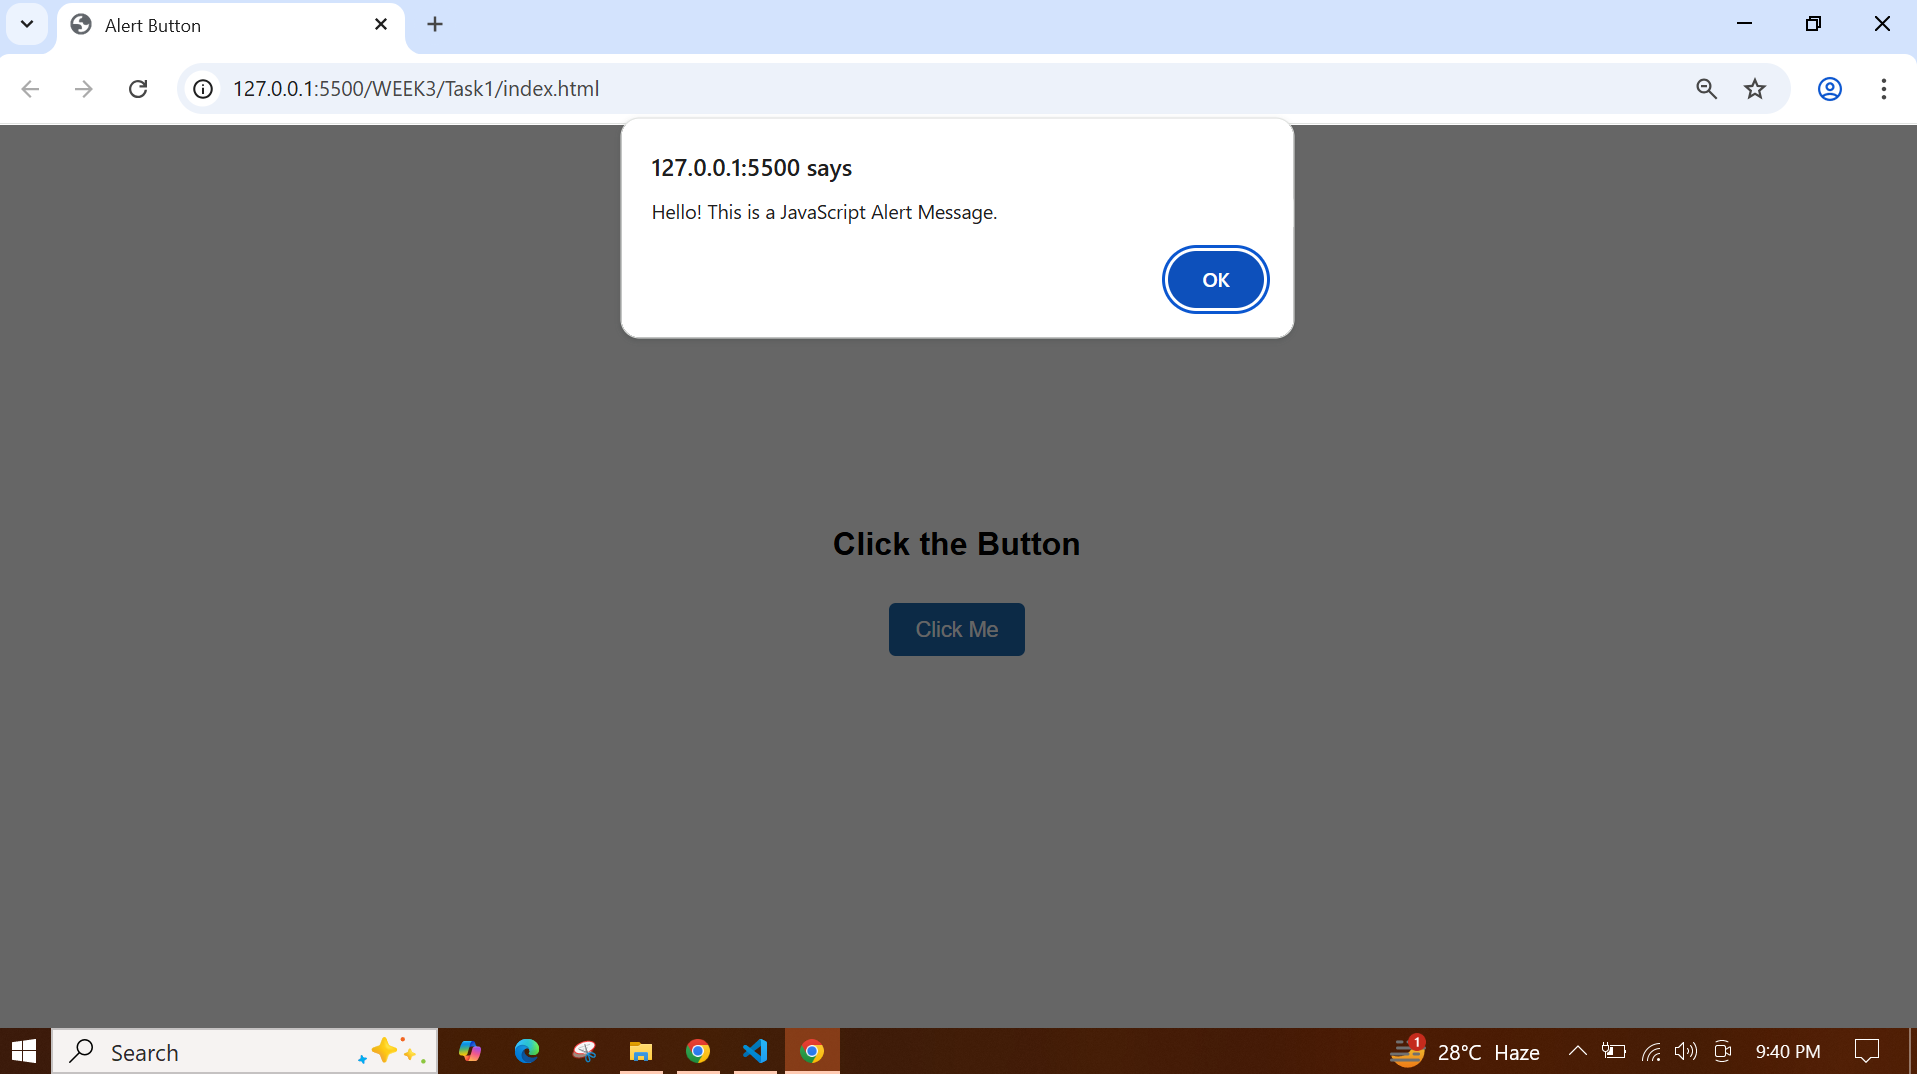 Alert Button
127.0.0.1:5500/WEEK3/Task1/index.html
127.0.0.1:5500 says
Hello! This is a JavaScript Alert Message.
OK
Click the Button
Click Me
Search
1
28°C Haze
9:40 PM